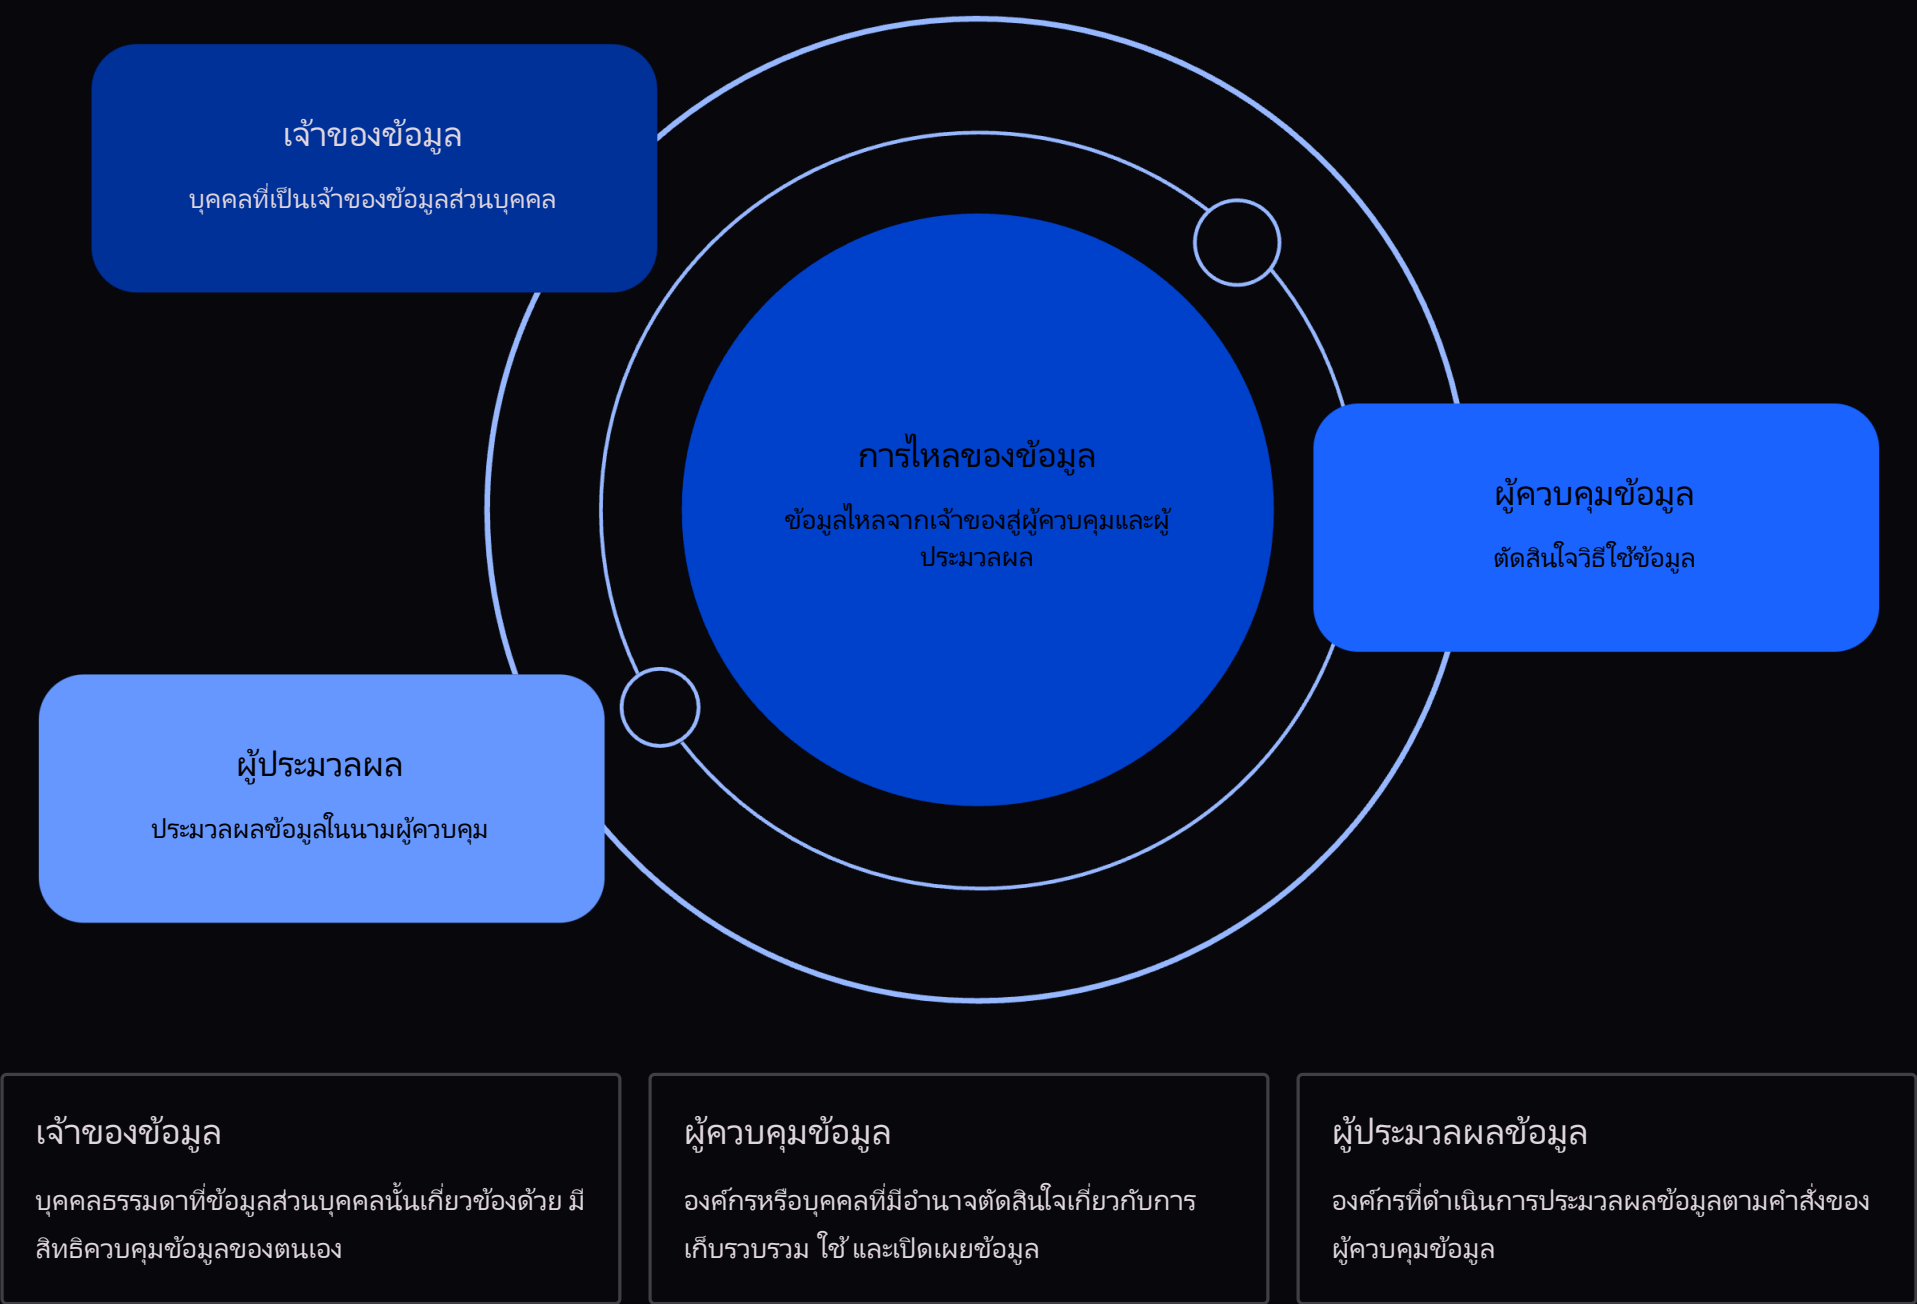 เจ้าของข้อมูล
บุคคลที่เป็นเจ้าของข้อมูลส่วนบุคคล
การไหลของข้อมูล
ข้อมูลไหลจากเจ้าของสู่ผู้ควบคุมและผู้
ประมวลผล
ผู้ควบคุมข้อมูล
ตัดสินใจวิธีใช้ข้อมูล
ผู้ประมวลผล
ประมวลผลข้อมูลในนามผู้ควบคุม
เจ้าของข้อมูล
บุคคลธรรมดาที่ข้อมูลส่วนบุคคลนั้นเกี่ยวข้องด้วย มี
สิทธิควบคุมข้อมูลของตนเอง
ผู้ควบคุมข้อมูล
องค์กรหรือบุคคลที่มีอำนาจตัดสินใจเกี่ยวกับการ
เก็บรวบรวม ใช้ และเปิดเผยข้อมูล
ผู้ประมวลผลข้อมูล
องค์กรที่ดำเนินการประมวลผลข้อมูลตามคำสั่งของ
ผู้ควบคุมข้อมูล